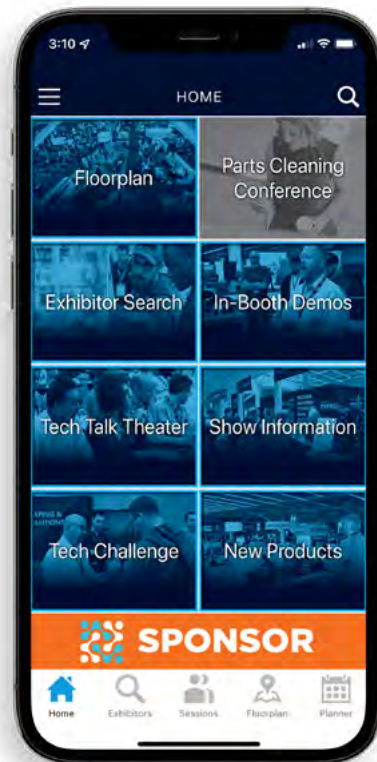 3:10
HOME
Floorplan
Parts Cleaning
Conference
Exhibitor Search
In-Booth Demos
Tech Talk Theater
Show Information
Tech Challenge
New Products
SPONSOR
Home
Exhibitors
Sessions
Floorplan
Planner